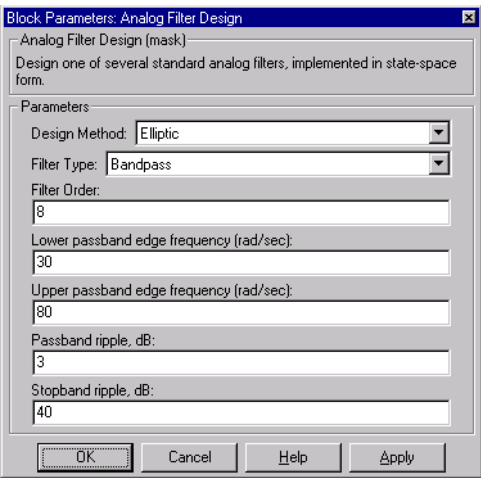 Block Parameters: Analog Filter Design
Analog Filter Design (mask)
Design one of several standard analog filters, implemented in state-space
form.
Parameters
Design Method: Elliptic
Filter Type: Bandpass
Filter Order:
8
Lower passband edge frequency (rad/sec):
30
Upper passband edge frequency (rad/sec):
80
Passband ripple, dB:
3
Stopband ripple, dB:
40
OK Cancel Help Apply